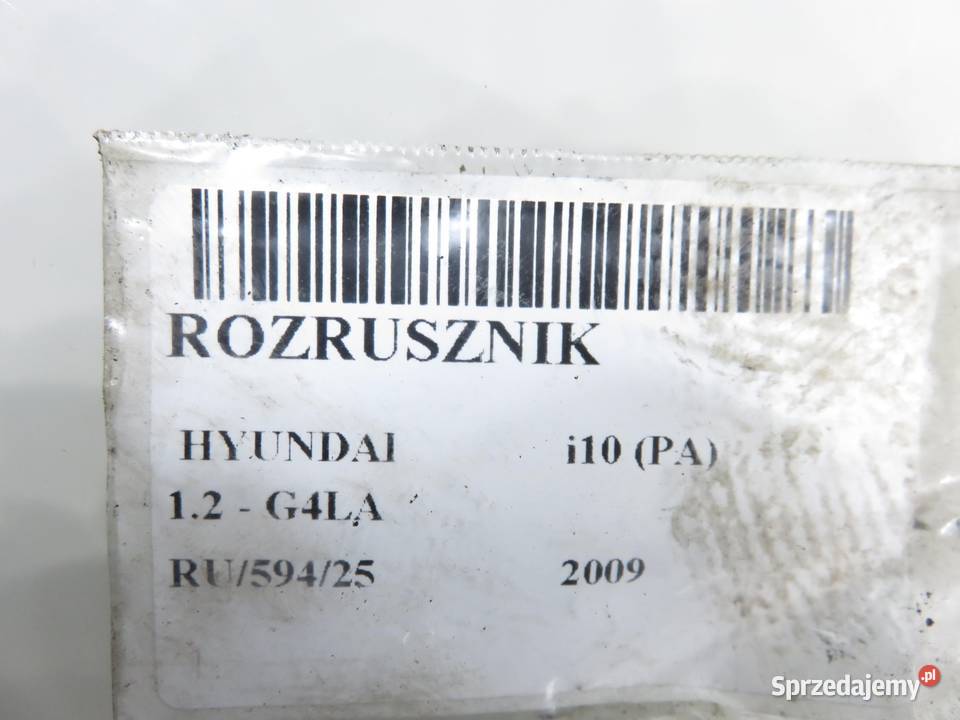 ROZRUSZNIK
HYUNDAI i10 (PA)
1.2 - G4LA
RU/594/25 2009
Sprzedajemy.pl